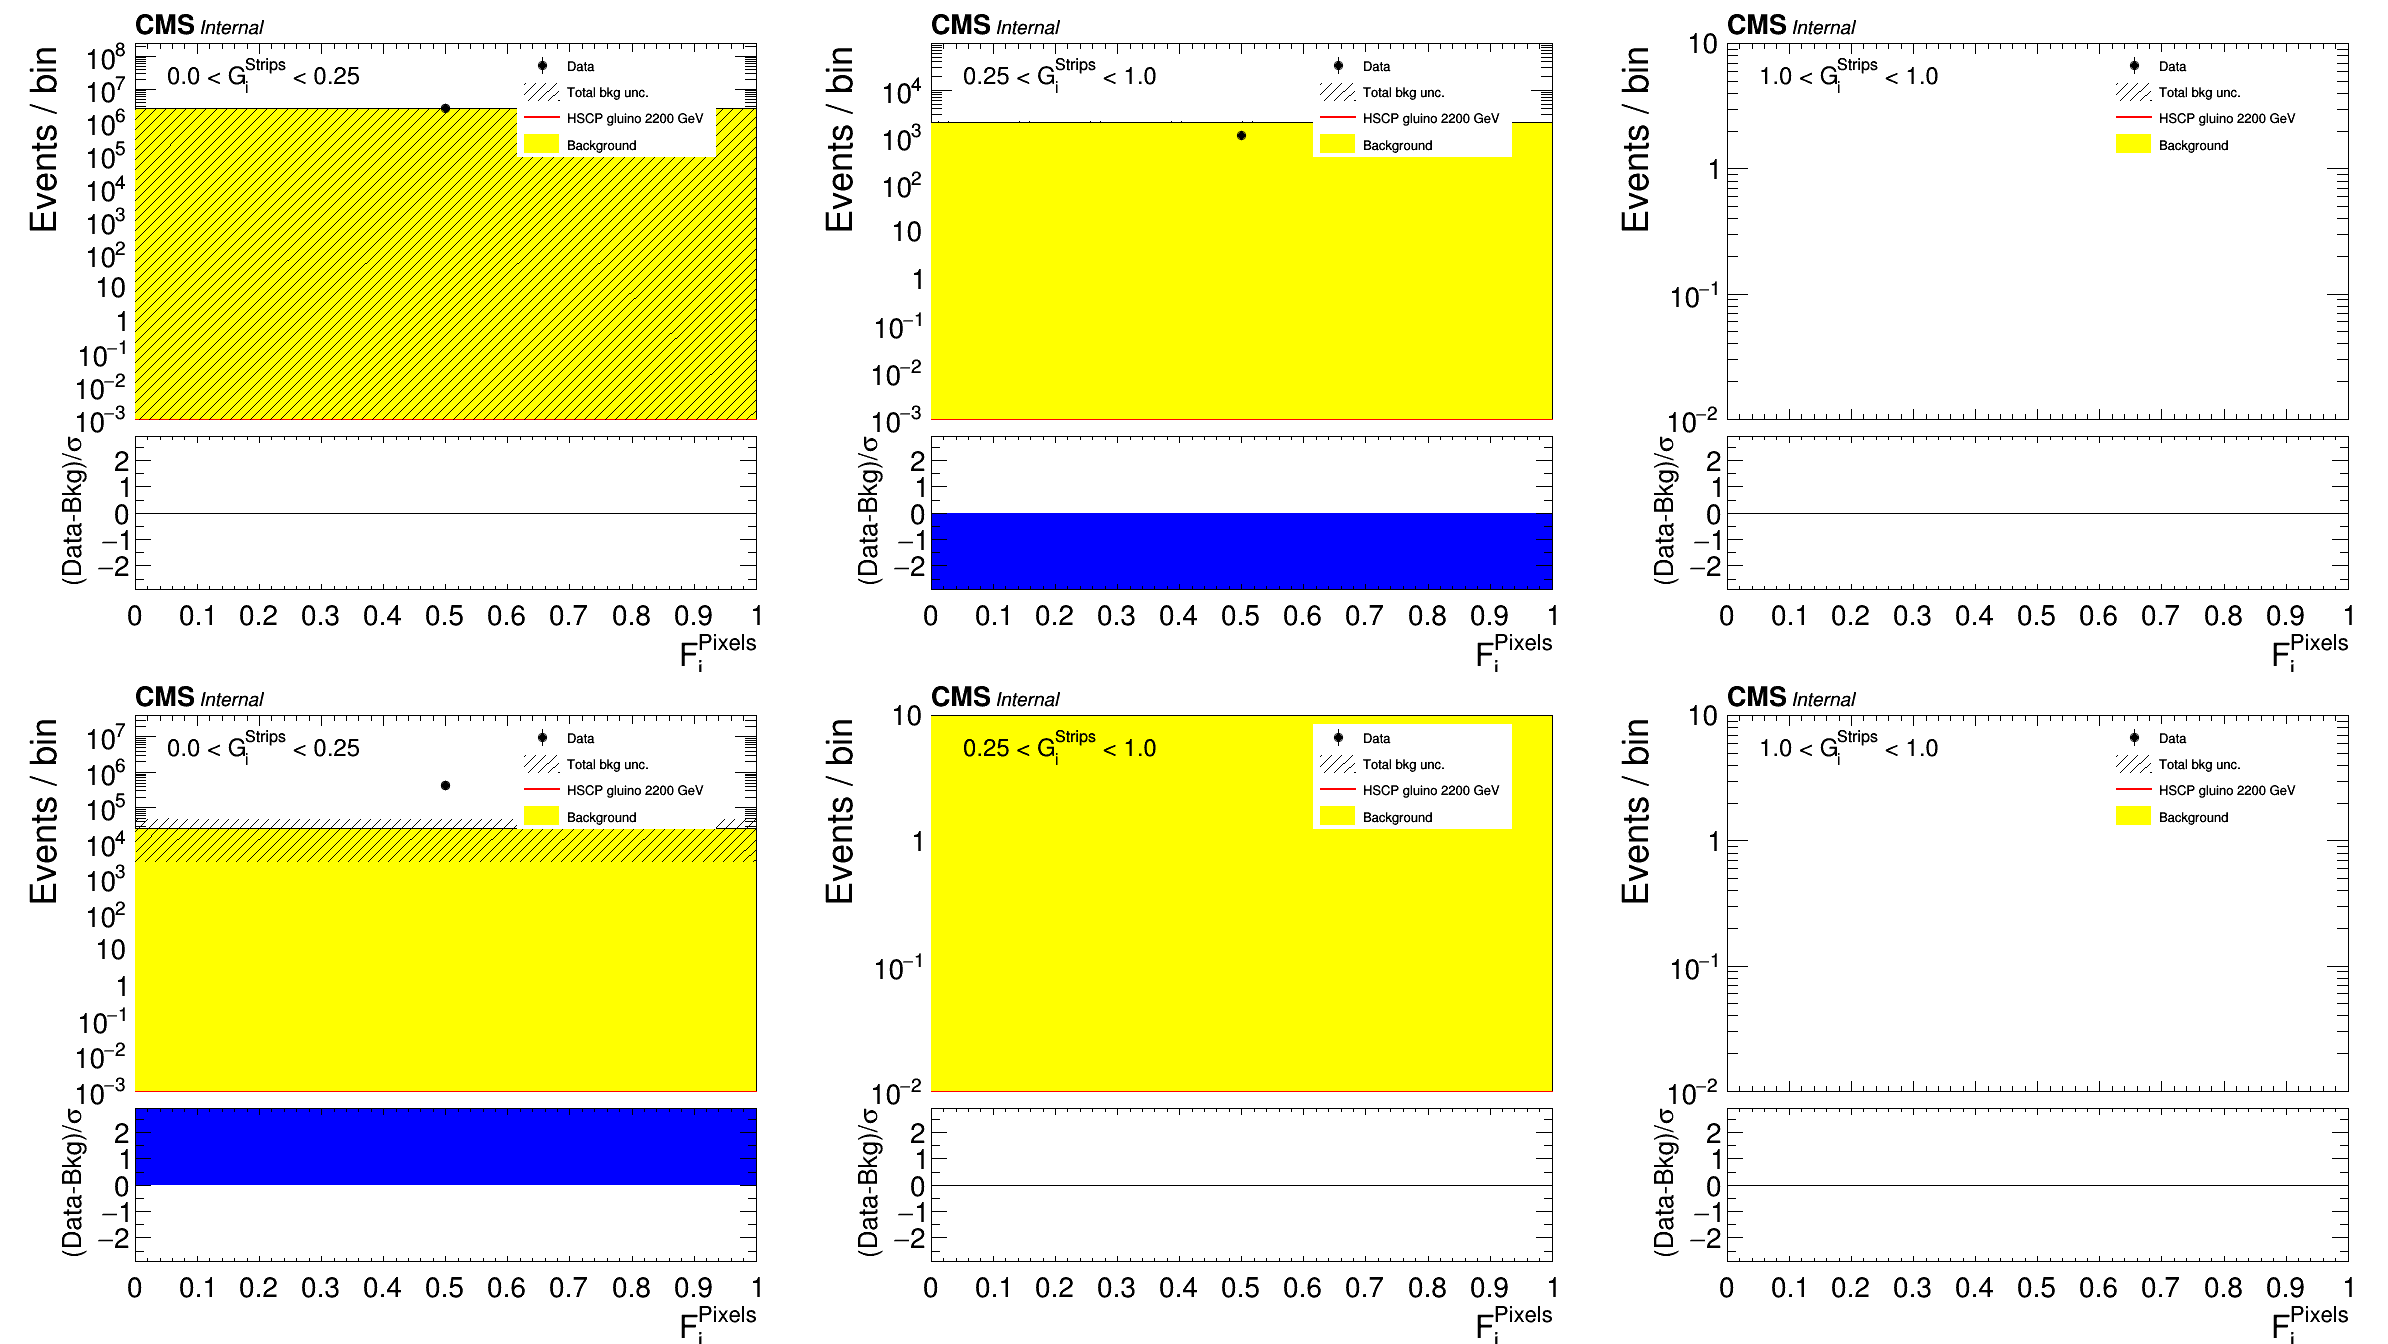 CMS Internal
Events / bin
10^8
10^7
10^6
10^5
10^4
10^3
10^2
10
1
10^−1
10^−2
10^−3
0.0 < G_i^Strips < 0.25
Data
Total bkg unc.
HSCP gluino 2200 GeV
Background
(Data-Bkg)/σ
2
1
0
−1
−2
0 0.1 0.2 0.3 0.4 0.5 0.6 0.7 0.8 0.9 1
F_i^Pixels
CMS Internal
Events / bin
10^4
10^3
10^2
10
1
10^−1
10^−2
10^−3
0.25 < G_i^Strips < 1.0
Data
Total bkg unc.
HSCP gluino 2200 GeV
Background
(Data-Bkg)/σ
2
1
0
−1
−2
0 0.1 0.2 0.3 0.4 0.5 0.6 0.7 0.8 0.9 1
F_i^Pixels
CMS Internal
Events / bin
10
1
10^−1
10^−2
1.0 < G_i^Strips < 1.0
Data
Total bkg unc.
HSCP gluino 2200 GeV
Background
(Data-Bkg)/σ
2
1
0
−1
−2
0 0.1 0.2 0.3 0.4 0.5 0.6 0.7 0.8 0.9 1
F_i^Pixels
CMS Internal
Events / bin
10^7
10^6
10^5
10^4
10^3
10^2
10
1
10^−1
10^−2
10^−3
0.0 < G_i^Strips < 0.25
Data
Total bkg unc.
HSCP gluino 2200 GeV
Background
(Data-Bkg)/σ
2
1
0
−1
−2
0 0.1 0.2 0.3 0.4 0.5 0.6 0.7 0.8 0.9 1
F_i^Pixels
CMS Internal
Events / bin
10
1
10^−1
10^−2
0.25 < G_i^Strips < 1.0
Data
Total bkg unc.
HSCP gluino 2200 GeV
Background
(Data-Bkg)/σ
2
1
0
−1
−2
0 0.1 0.2 0.3 0.4 0.5 0.6 0.7 0.8 0.9 1
F_i^Pixels
CMS Internal
Events / bin
10
1
10^−1
10^−2
1.0 < G_i^Strips < 1.0
Data
Total bkg unc.
HSCP gluino 2200 GeV
Background
(Data-Bkg)/σ
2
1
0
−1
−2
0 0.1 0.2 0.3 0.4 0.5 0.6 0.7 0.8 0.9 1
F_i^Pixels